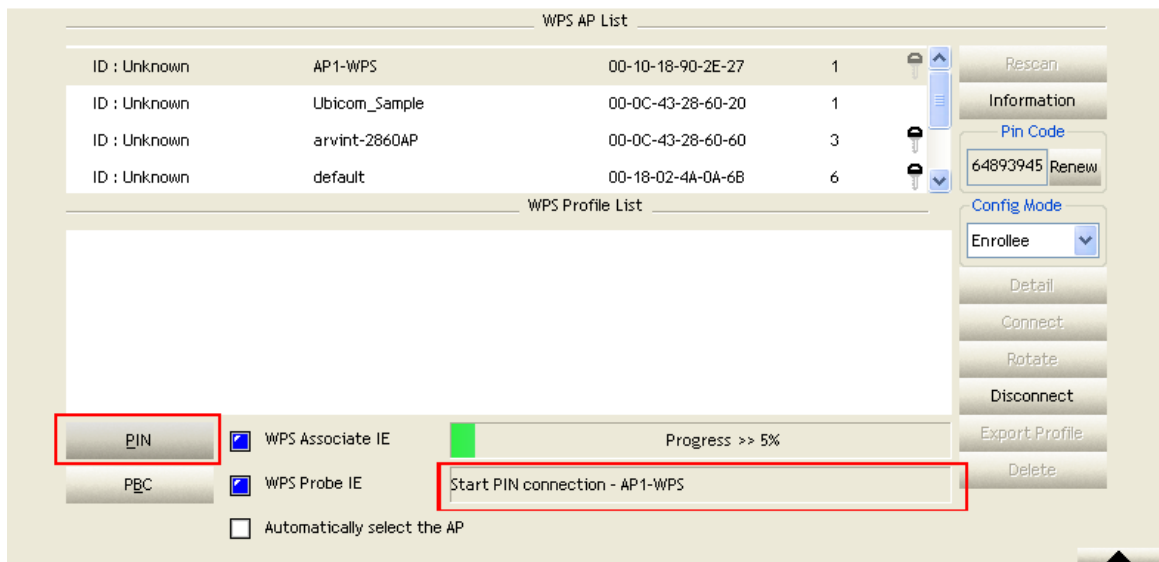 WPS AP List
ID : Unknown AP1-WPS 00-10-18-90-2E-27 1
Rescan
ID : Unknown Ubicom_Sample 00-0C-43-28-60-20 1
Information
ID : Unknown arvint-2860AP 00-0C-43-28-60-60 3
Pin Code
64893945 Renew
ID : Unknown default 00-18-02-4A-0A-6B 6
WPS Profile List
Config Mode
Enrollee
Detail
Connect
Rotate
Disconnect
PIN WPS Associate IE Progress >> 5%
Export Profile
PBC WPS Probe IE Start PIN connection - AP1-WPS
Delete
Automatically select the AP